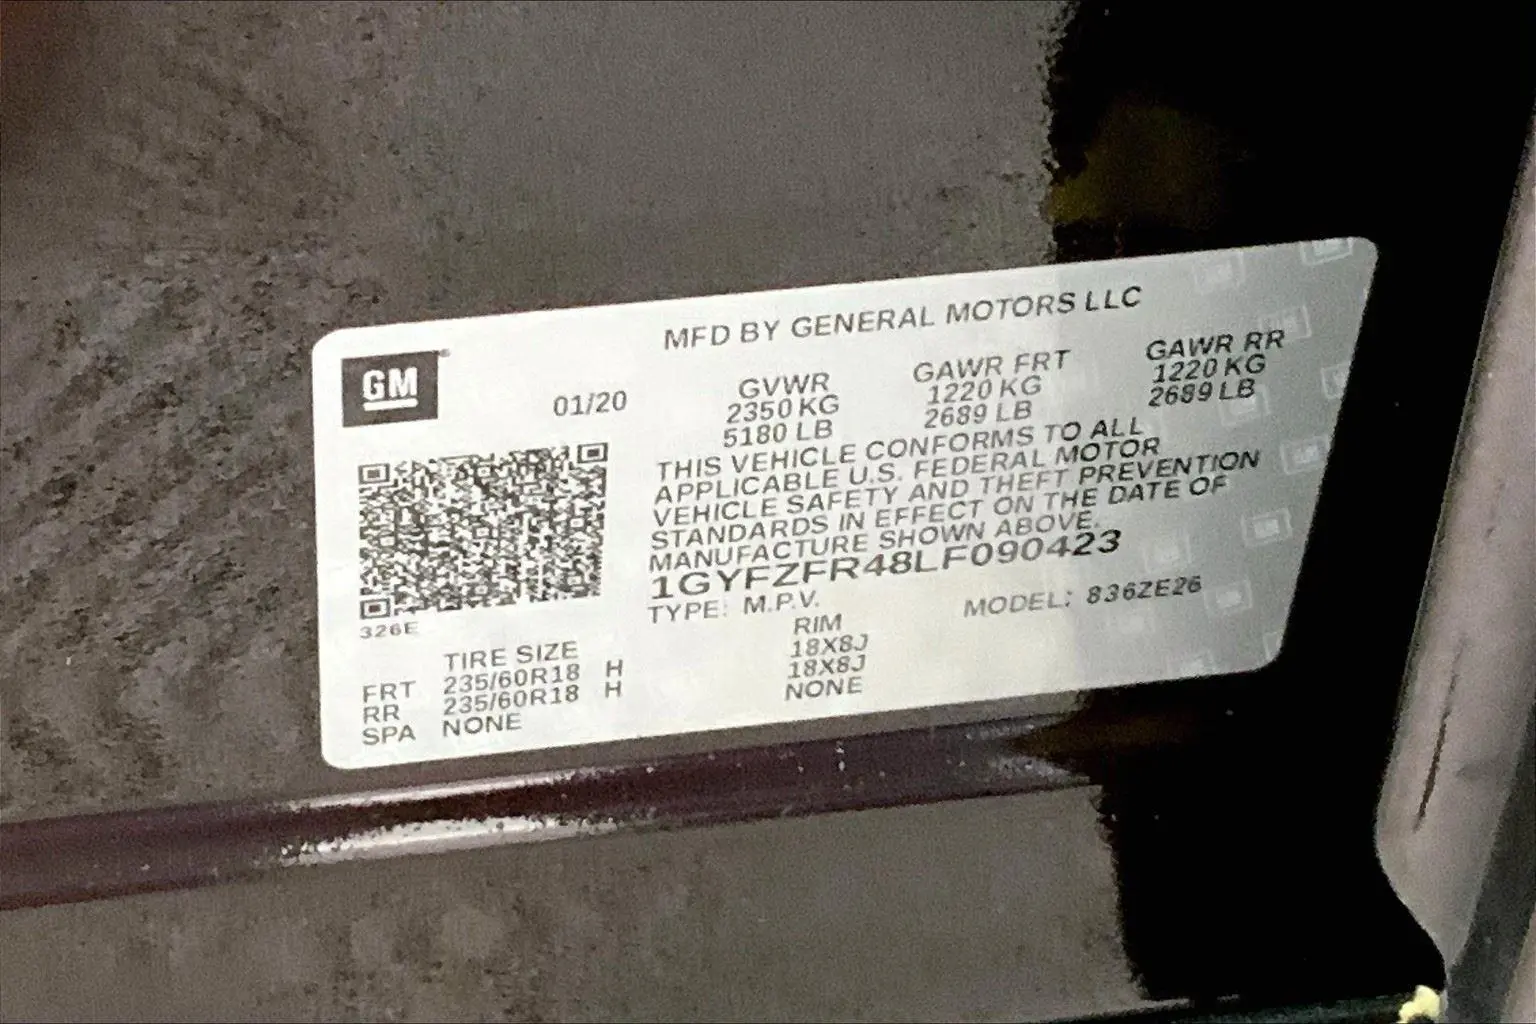 MFD BY GENERAL MOTORS LLC
GM
01/20
GVWR
2350 KG
5180 LB
GAWR FRT
1220 KG
2689 LB
GAWR RR
1220 KG
2689 LB
THIS VEHICLE CONFORMS TO ALL
APPLICABLE U.S. FEDERAL MOTOR
VEHICLE SAFETY AND THEFT PREVENTION
STANDARDS IN EFFECT ON THE DATE OF
MANUFACTURE SHOWN ABOVE.
1GYFZFR48LF090423
TYPE: M.P.V. MODEL: 836ZE26
326E
TIRE SIZE RIM
FRT 235/60R18 H 18X8J
RR 235/60R18 H 18X8J
SPA NONE NONE